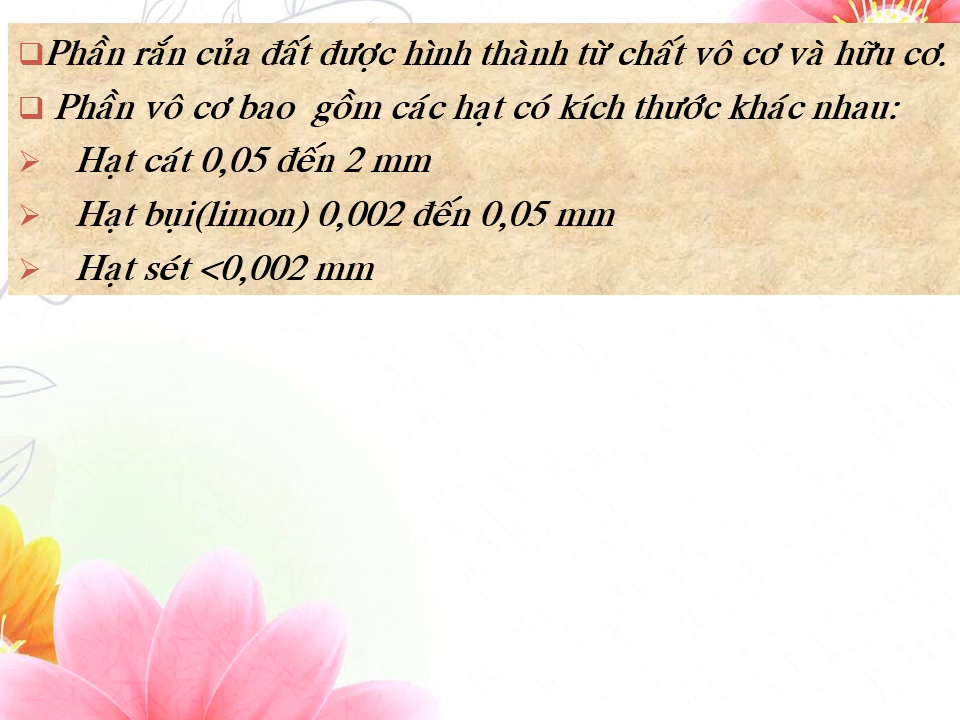 Phần rắn của đất được hình thành từ chất vô cơ và hữu cơ.
Phần vô cơ bao gồm các hạt có kích thước khác nhau:
Hạt cát 0,05 đến 2 mm
Hạt bụi(limon) 0,002 đến 0,05 mm
Hạt sét <0,002 mm